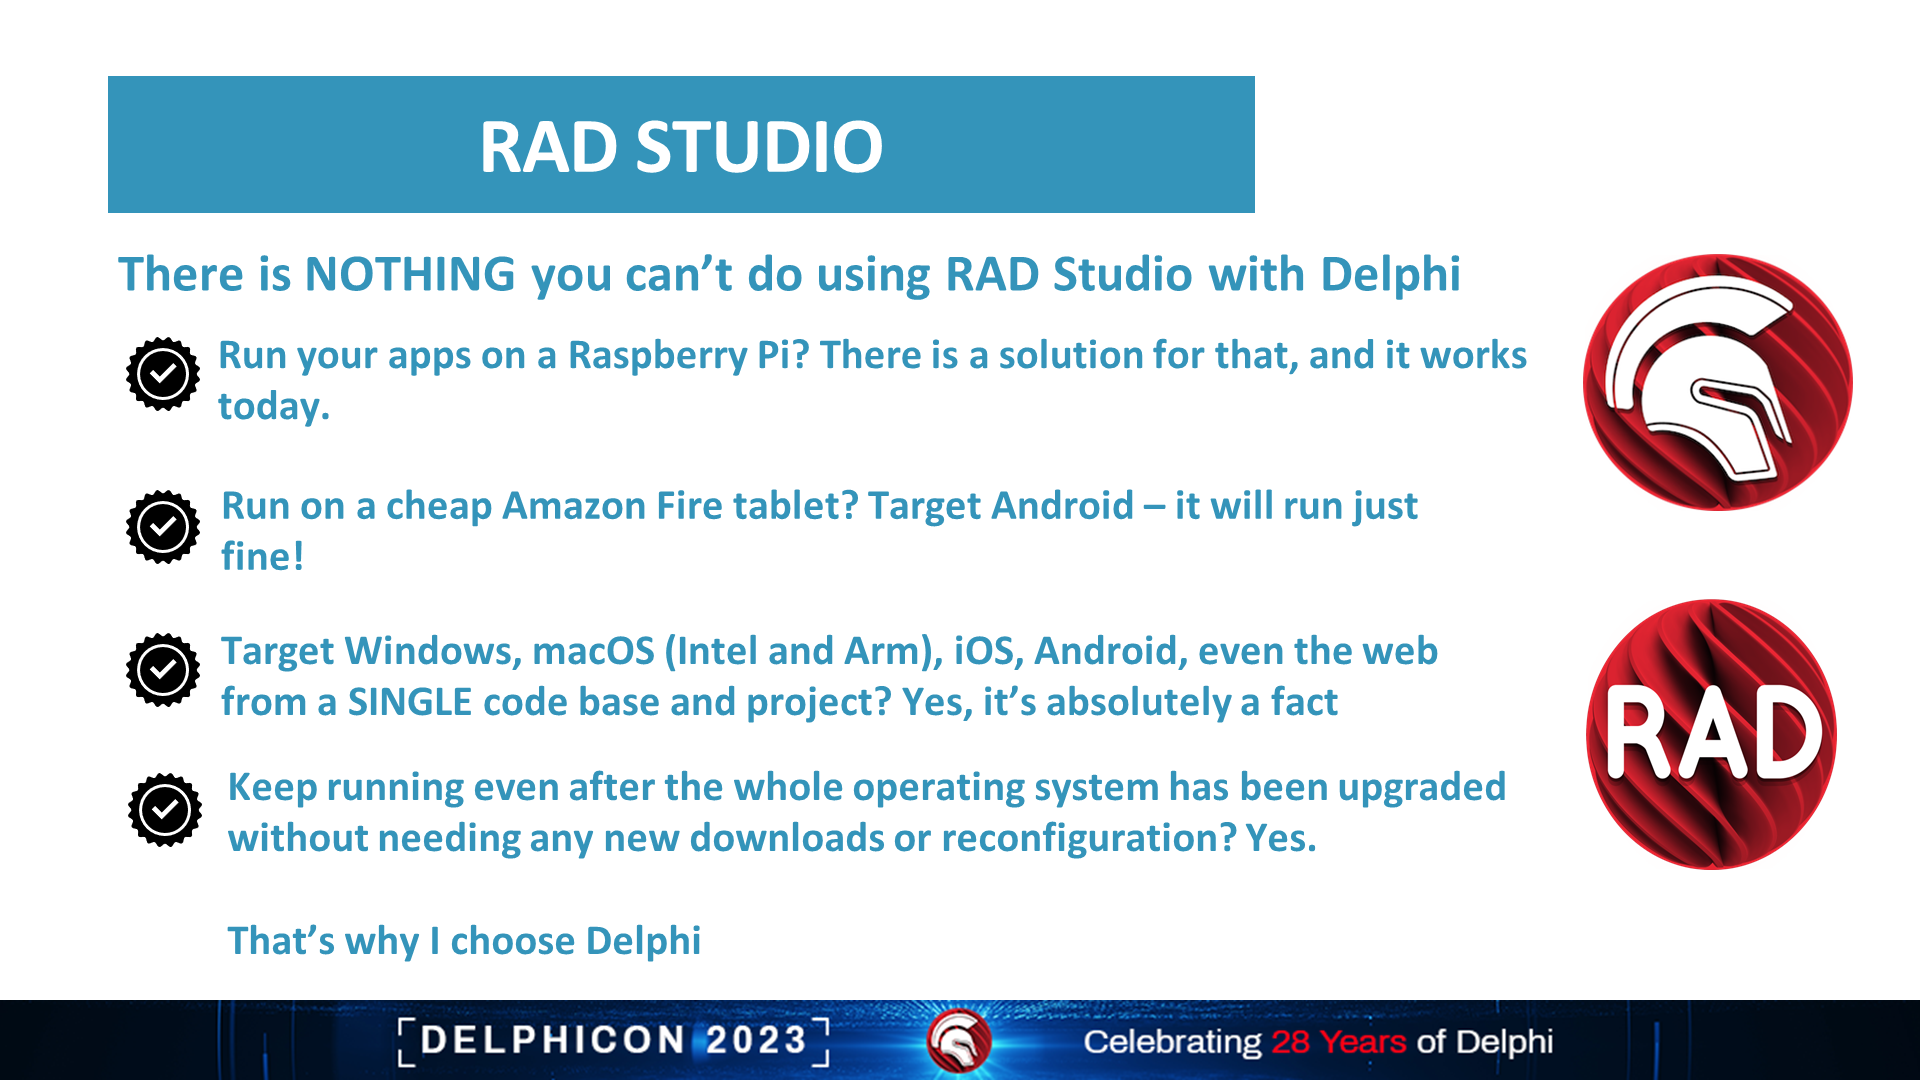 RAD STUDIO
There is NOTHING you can’t do using RAD Studio with Delphi
Run your apps on a Raspberry Pi? There is a solution for that, and it works
today.
Run on a cheap Amazon Fire tablet? Target Android – it will run just
fine!
Target Windows, macOS (Intel and Arm), iOS, Android, even the web
from a SINGLE code base and project? Yes, it’s absolutely a fact
RAD
Keep running even after the whole operating system has been upgraded
without needing any new downloads or reconfiguration? Yes.
That’s why I choose Delphi
DELPHICON 2023
Celebrating 28 Years of Delphi